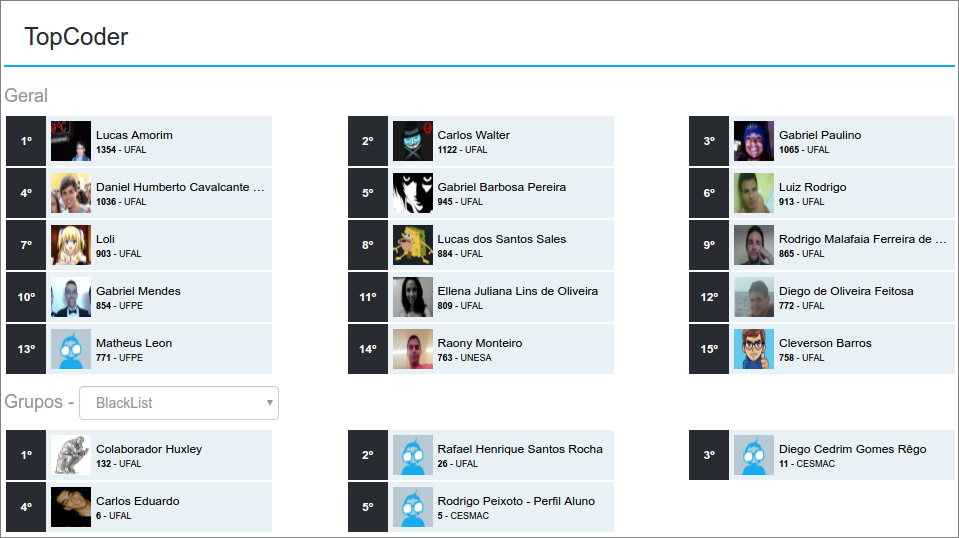 TopCoder
Geral
1º Lucas Amorim
1354 - UFAL
2º Carlos Walter
1122 - UFAL
3º Gabriel Paulino
1065 - UFAL
4º Daniel Humberto Cavalcante ...
1036 - UFAL
5º Gabriel Barbosa Pereira
945 - UFAL
6º Luiz Rodrigo
913 - UFAL
7º Loli
903 - UFAL
8º Lucas dos Santos Sales
884 - UFAL
9º Rodrigo Malafaia Ferreira de ...
865 - UFAL
10º Gabriel Mendes
854 - UFPE
11º Ellena Juliana Lins de Oliveira
809 - UFAL
12º Diego de Oliveira Feitosa
772 - UFAL
13º Matheus Leon
771 - UFPE
14º Raony Monteiro
763 - UNESA
15º Cleverson Barros
758 - UFAL
Grupos - BlackList
1º Colaborador Huxley
132 - UFAL
2º Rafael Henrique Santos Rocha
26 - UFAL
3º Diego Cedrim Gomes Rêgo
11 - CESMAC
4º Carlos Eduardo
6 - UFAL
5º Rodrigo Peixoto - Perfil Aluno
5 - CESMAC